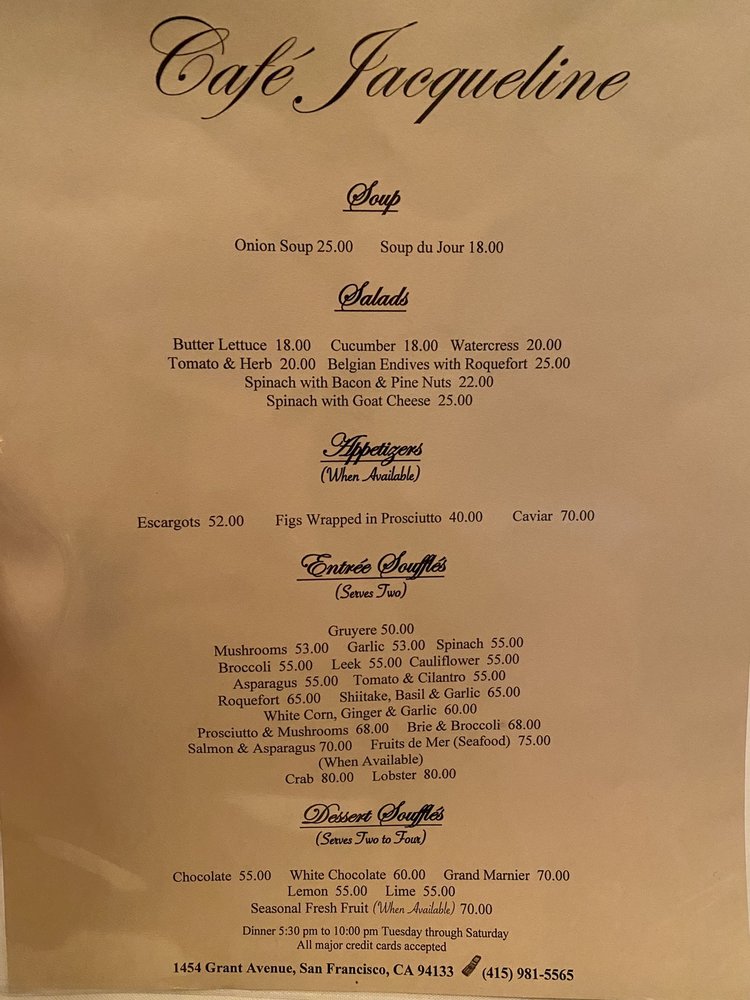 Café Jacqueline
Soup
Onion Soup 25.00 Soup du Jour 18.00
Salads
Butter Lettuce 18.00 Cucumber 18.00 Watercress 20.00
Tomato & Herb 20.00 Belgian Endives with Roquefort 25.00
Spinach with Bacon & Pine Nuts 22.00
Spinach with Goat Cheese 25.00
Appetizers
(When Available)
Escargots 52.00 Figs Wrapped in Prosciutto 40.00 Caviar 70.00
Entrée Soufflés
(Serves Two)
Gruyere 50.00
Mushrooms 53.00 Garlic 53.00 Spinach 55.00
Broccoli 55.00 Leek 55.00 Cauliflower 55.00
Asparagus 55.00 Tomato & Cilantro 55.00
Roquefort 65.00 Shiitake, Basil & Garlic 65.00
White Corn, Ginger & Garlic 60.00
Prosciutto & Mushrooms 68.00 Brie & Broccoli 68.00
Salmon & Asparagus 70.00 Fruits de Mer (Seafood) 75.00
(When Available)
Crab 80.00 Lobster 80.00
Dessert Soufflés
(Serves Two to Four)
Chocolate 55.00 White Chocolate 60.00 Grand Marnier 70.00
Lemon 55.00 Lime 55.00
Seasonal Fresh Fruit (When Available) 70.00
Dinner 5:30 pm to 10:00 pm Tuesday through Saturday
All major credit cards accepted
1454 Grant Avenue, San Francisco, CA 94133 (415) 981-5565